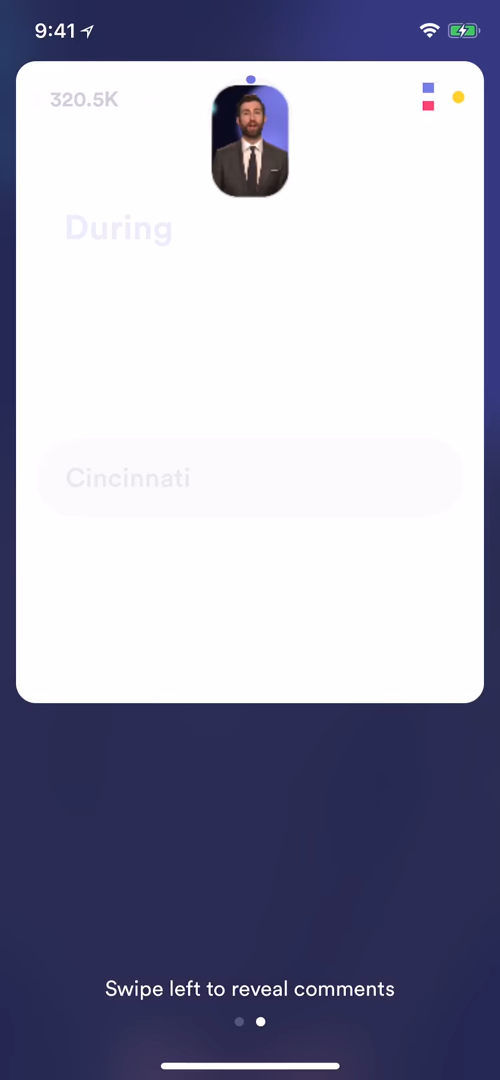 9:41
320.5K
During
Cincinnati
Swipe left to reveal comments